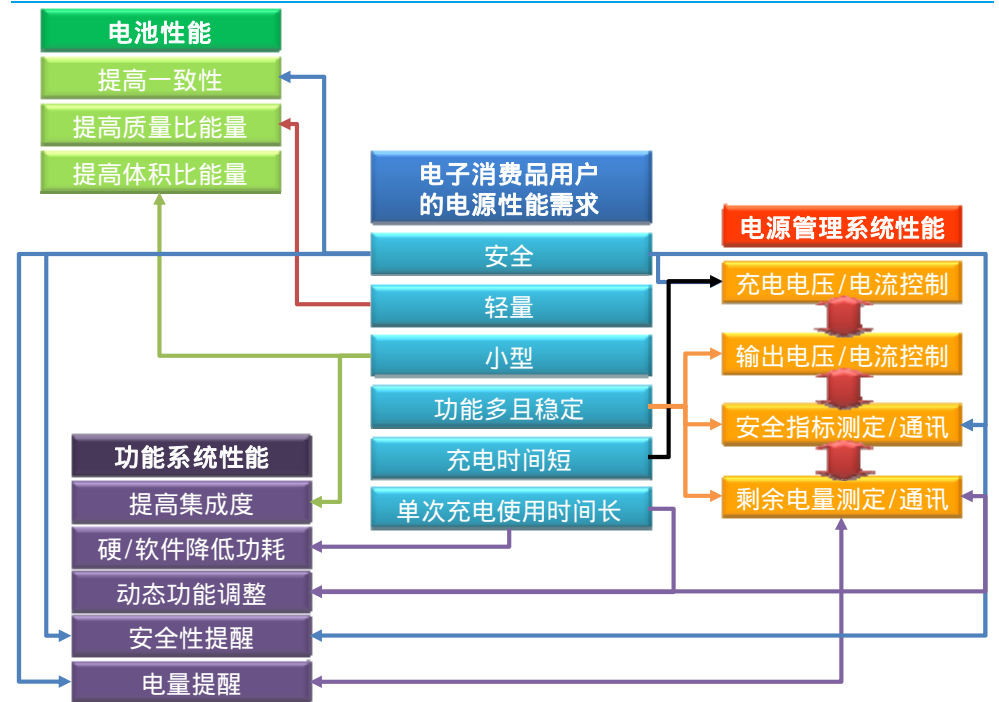 电池性能
提高一致性
提高质量比能量
提高体积比能量
电子消费品用户
的电源性能需求
安全
轻量
小型
功能多且稳定
充电时间短
单次充电使用时间长
电源管理系统性能
充电电压/电流控制
输出电压/电流控制
安全指标测定/通讯
剩余电量测定/通讯
功能系统性能
提高集成度
硬/软件降低功耗
动态功能调整
安全性提醒
电量提醒